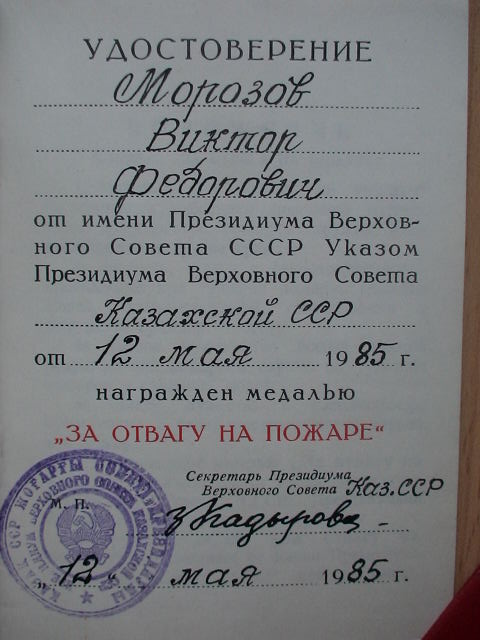 УДОСТОВЕРЕНИЕ
Морозов
Виктор
Федорович
от имени Президиума Верхов-
ного Совета СССР Указом
Президиума Верховного Совета
Казахской ССР
от 12 мая 1985 г.
награжден медалью
„ЗА ОТВАГУ НА ПОЖАРЕ“
Секретарь Президиума
Верховного Совета Каз.ССР
М. П.
„12“ мая 1985 г.